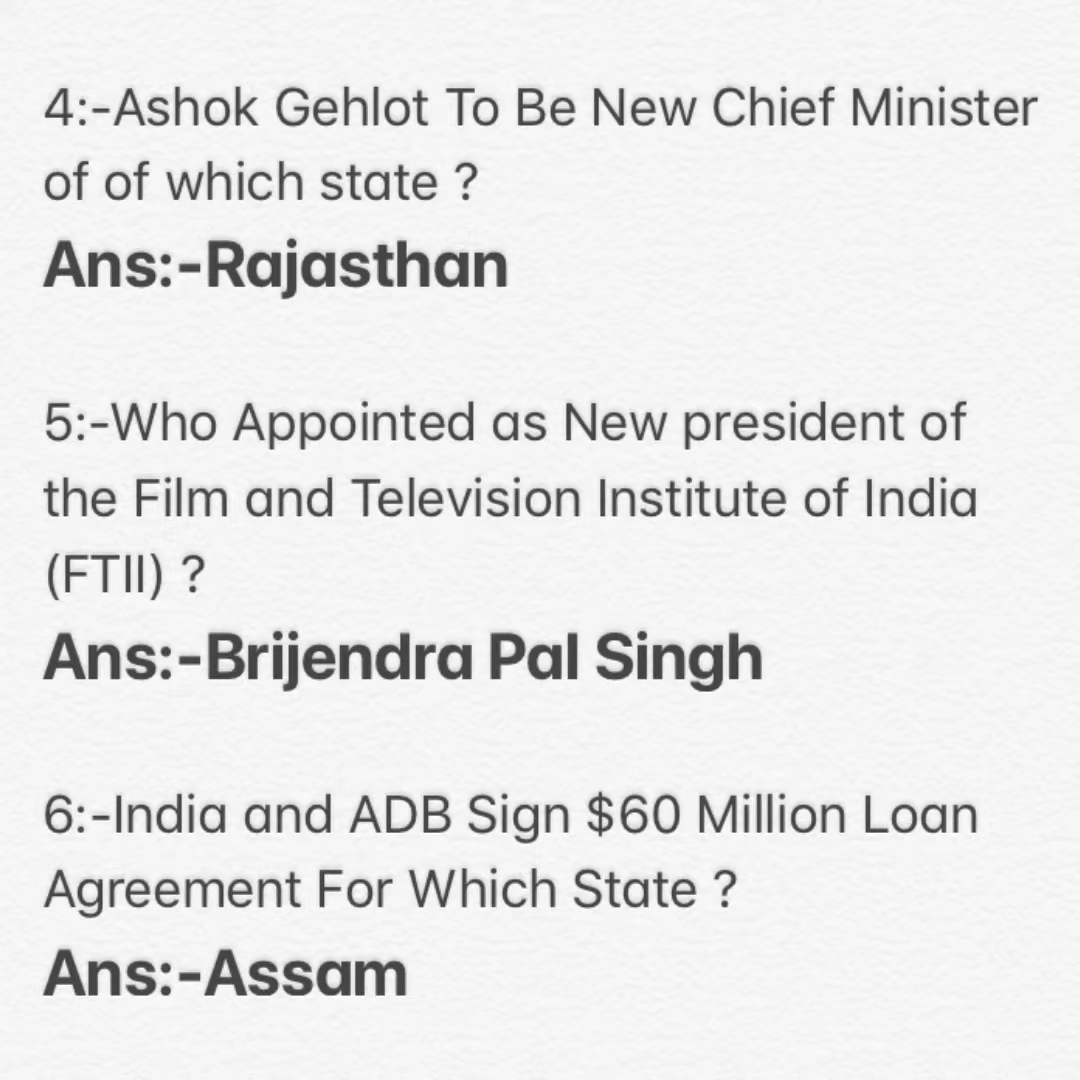 4:-Ashok Gehlot To Be New Chief Minister
of of which state ?
Ans:-Rajasthan
5:-Who Appointed as New president of
the Film and Television Institute of India
(FTII) ?
Ans:-Brijendra Pal Singh
6:-India and ADB Sign $60 Million Loan
Agreement For Which State ?
Ans:-Assam